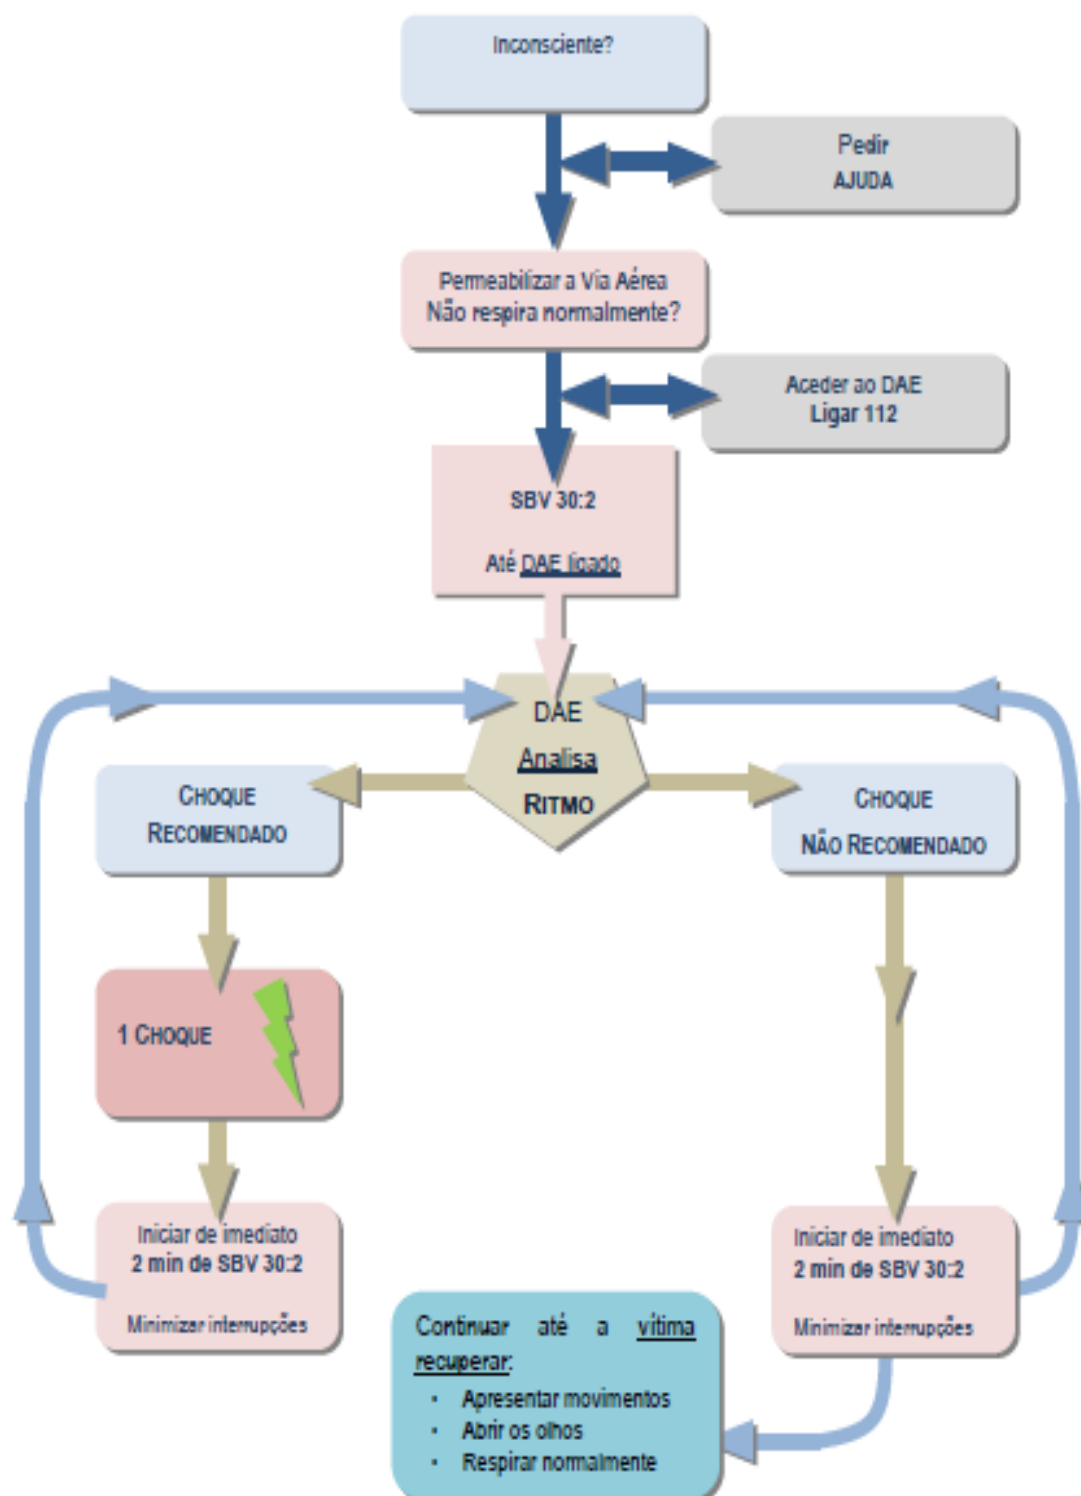 Inconsciente?
Pedir
AJUDA
Permeabilizar a Via Aérea
Não respira normalmente?
Aceder ao DAE
Ligar 112
SBV 30:2
Até DAE ligado
DAE
Analisa
RITMO
CHOQUE
RECOMENDADO
CHOQUE
NÃO RECOMENDADO
1 CHOQUE
Iniciar de imediato
2 min de SBV 30:2
Minimizar interrupções
Iniciar de imediato
2 min de SBV 30:2
Minimizar interrupções
Continuar até a vítima
recuperar:
· Apresentar movimentos
· Abrir os olhos
· Respirar normalmente